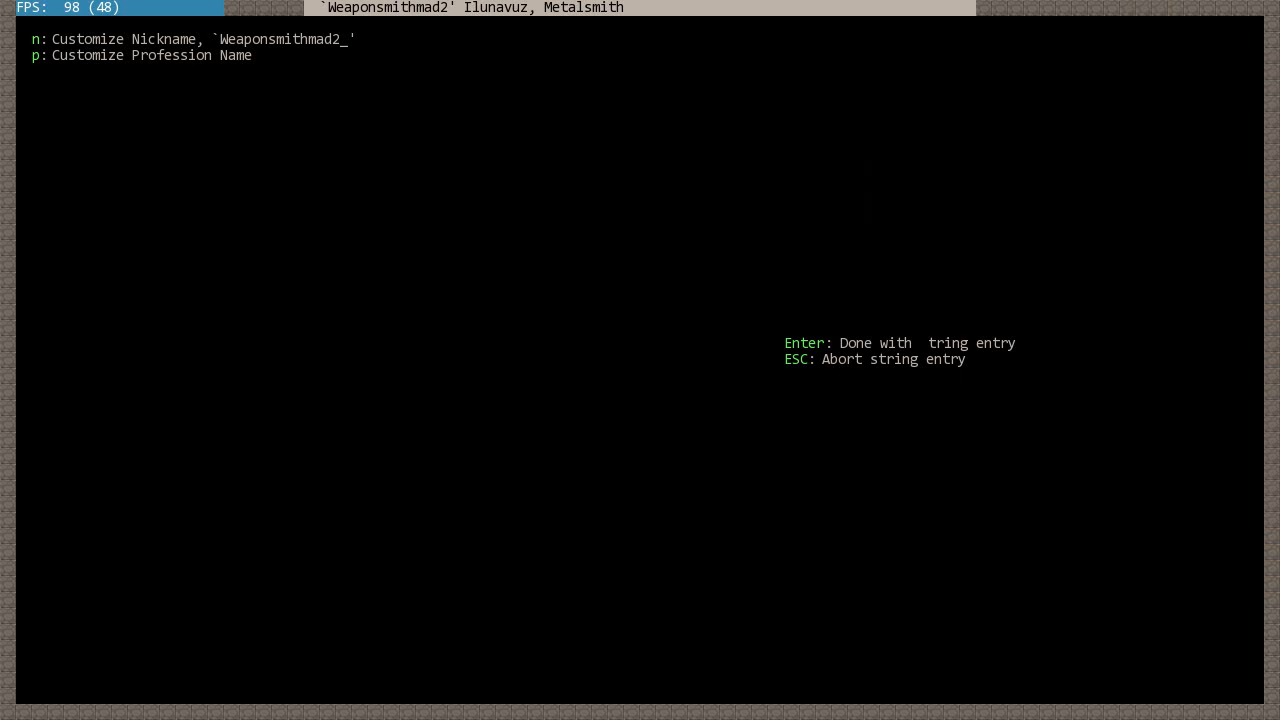 FPS:  98 (48)
`Weaponsmithmad2' Ilunavuz, Metalsmith
n: Customize Nickname, `Weaponsmithmad2_'
p: Customize Profession Name
Enter: Done with  tring entry
ESC: Abort string entry